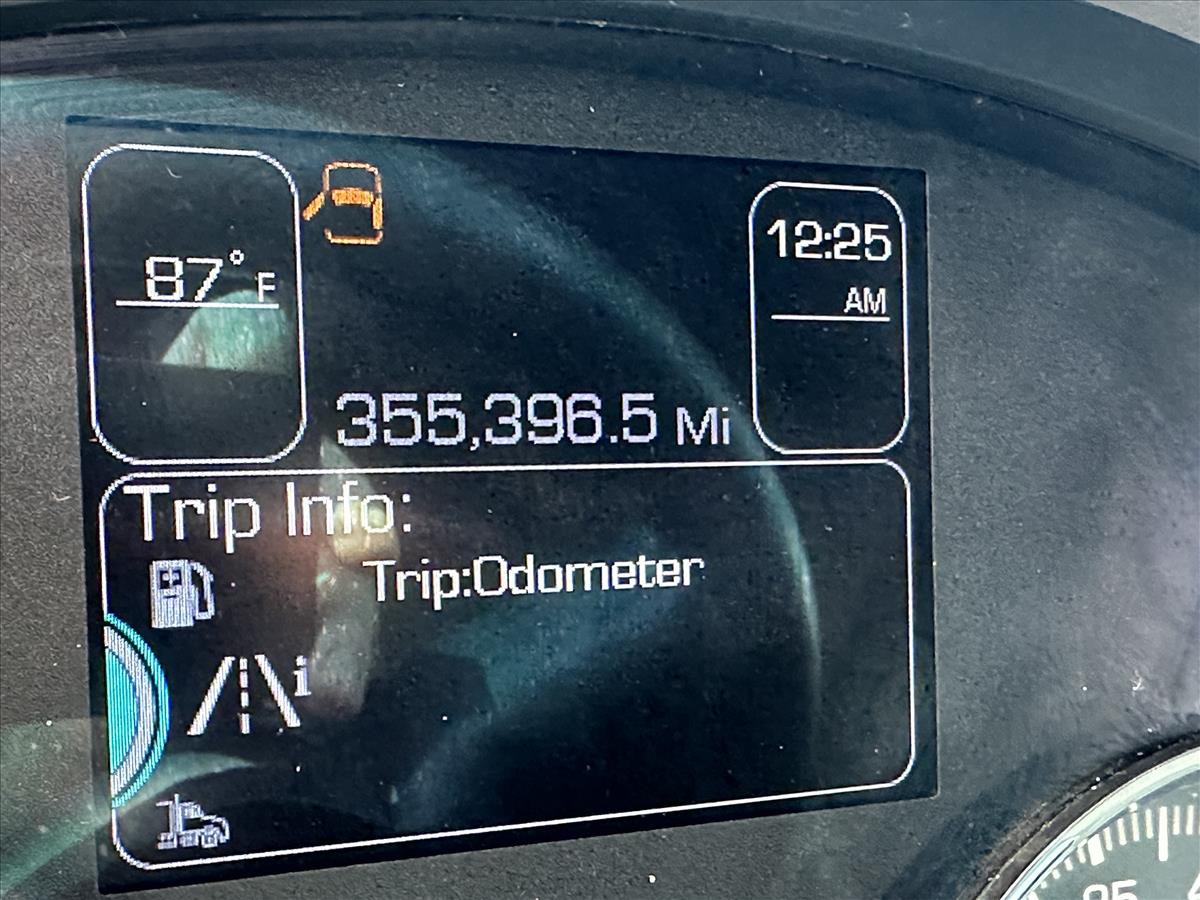 87°F
12:25
AM
355,396.5 Mi
Trip Info:
Trip:Odometer
i